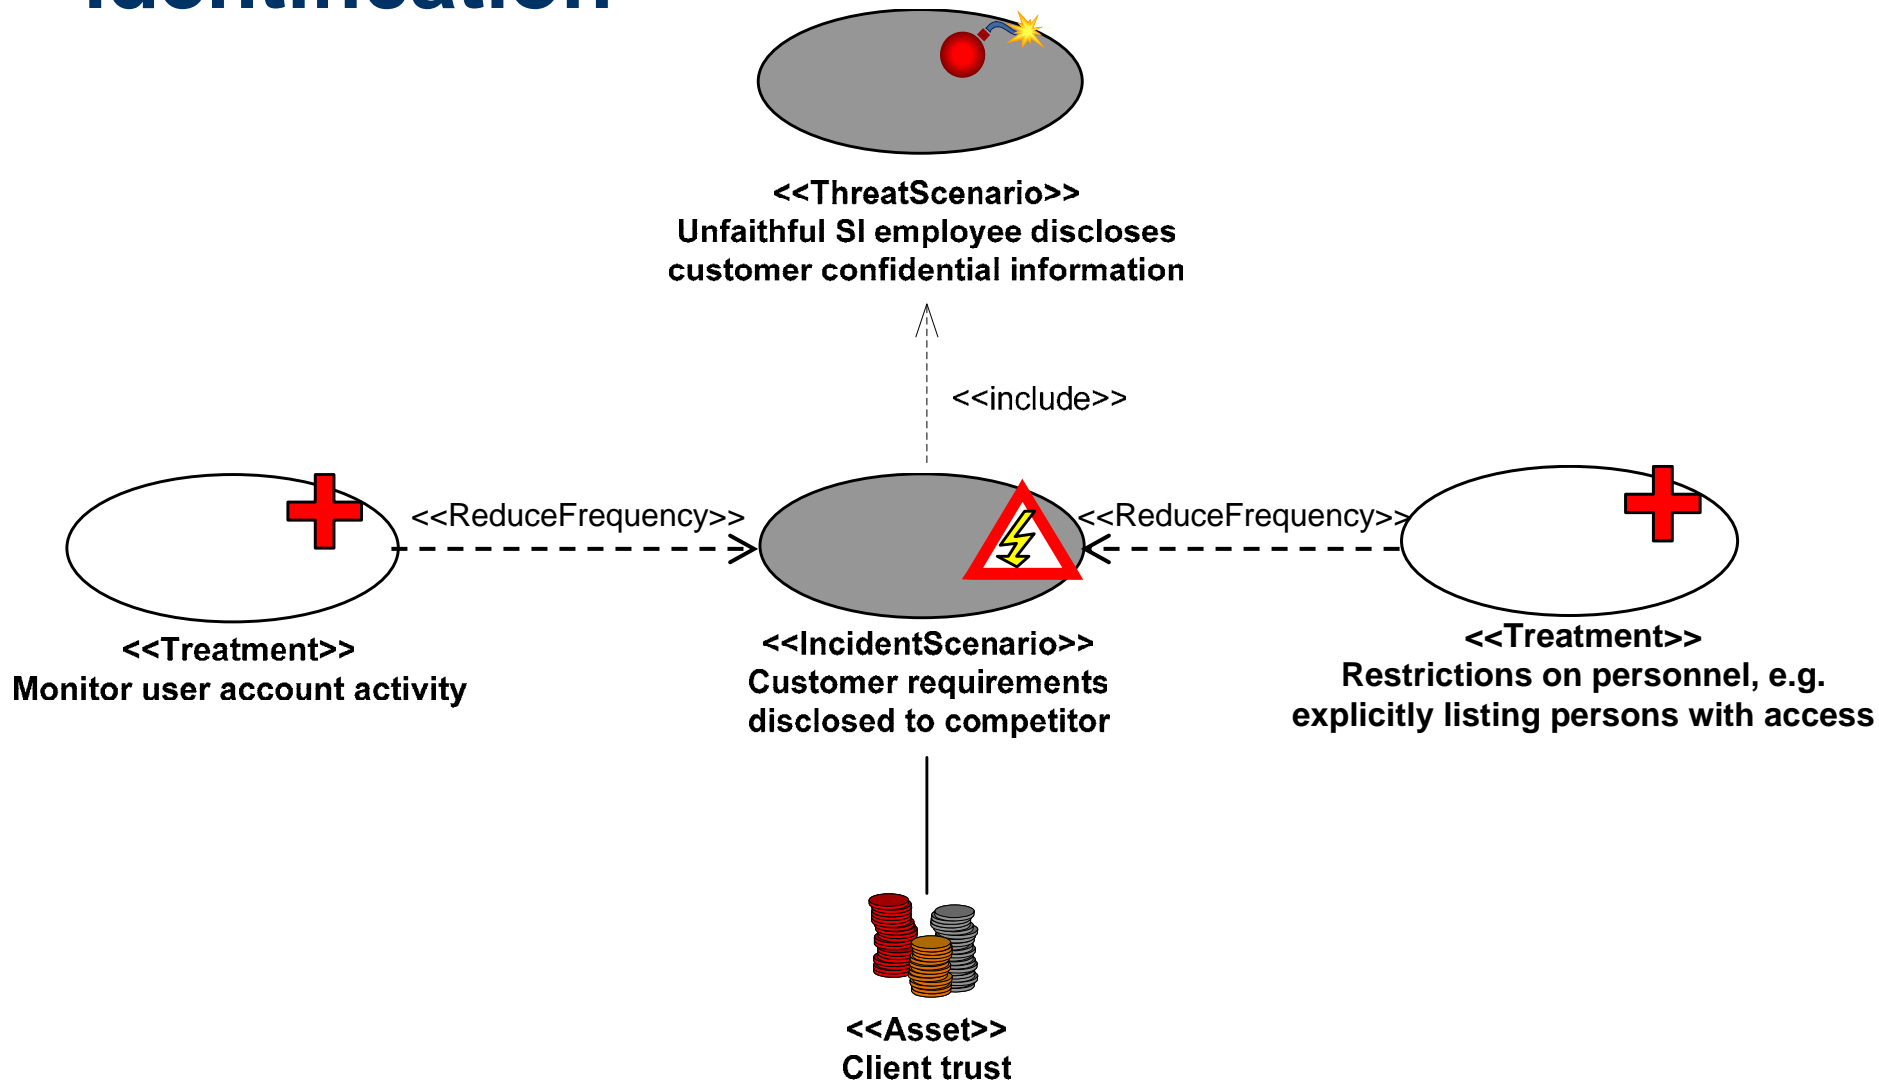 Identification
<<ThreatScenario>>
Unfaithful SI employee discloses
customer confidential information
<<include>>
<<ReduceFrequency>>
<<ReduceFrequency>>
<<Treatment>>
Monitor user account activity
<<IncidentScenario>>
Customer requirements
disclosed to competitor
<<Treatment>>
Restrictions on personnel, e.g.
explicitly listing persons with access
<<Asset>>
Client trust